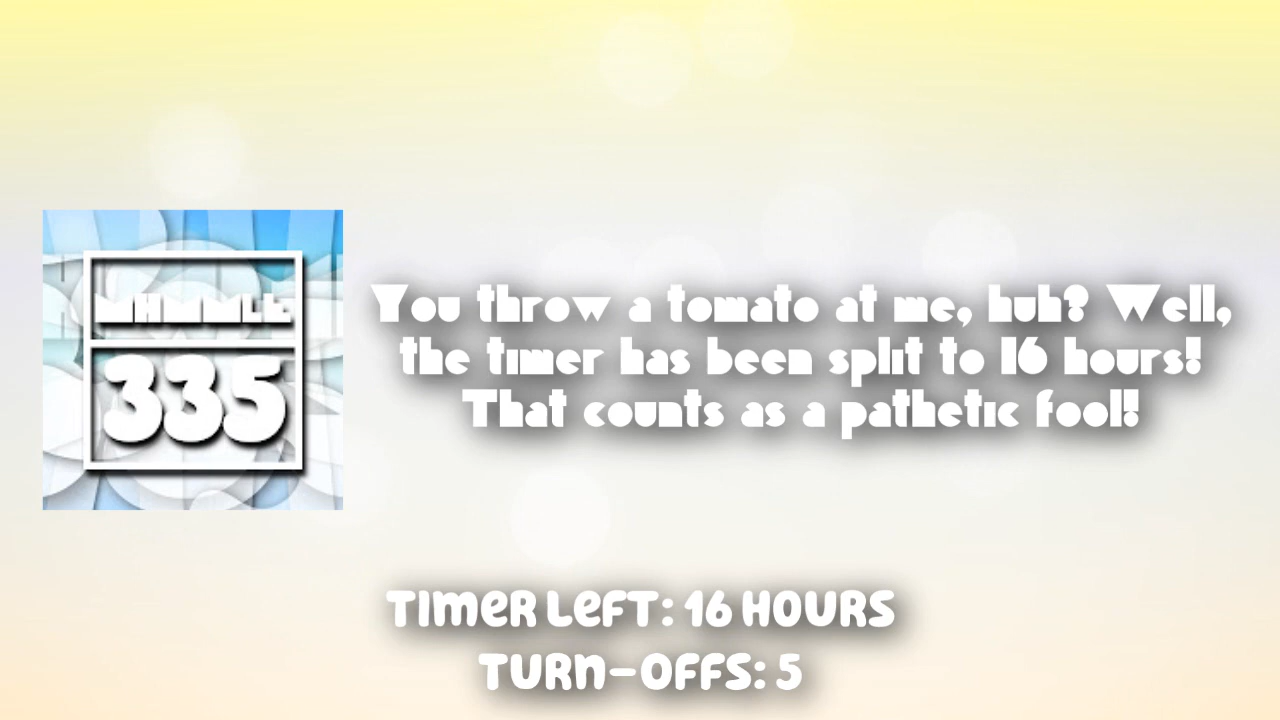 335
You throw a tomato at me, huh? Well,
the timer has been split to 16 hours!
That counts as a pathetic fool!
TIMER LEFT: 16 HOURS
TURN-OFFS: 5